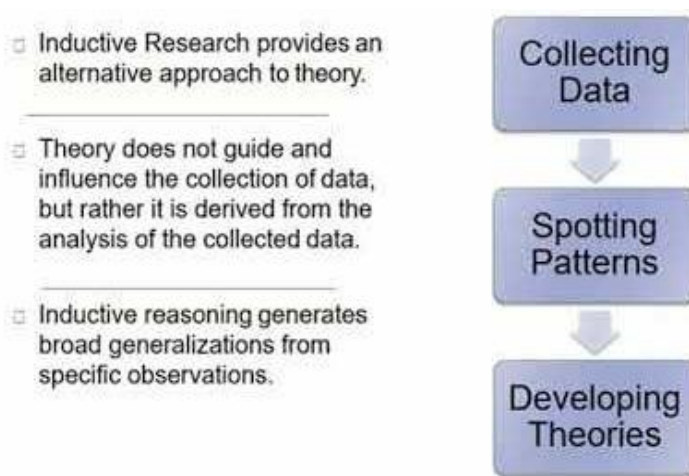 Inductive Research provides an
alternative approach to theory.
Theory does not guide and
influence the collection of data,
but rather it is derived from the
analysis of the collected data.
Inductive reasoning generates
broad generalizations from
specific observations.
Collecting
Data
Spotting
Patterns
Developing
Theories